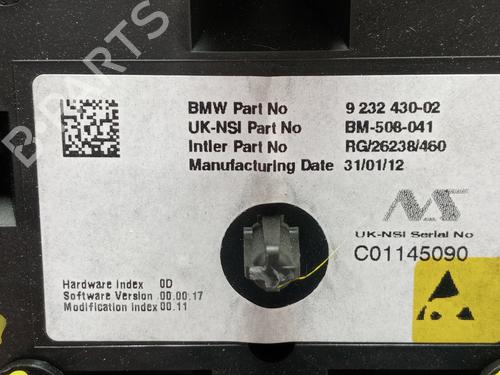 B-PARTS
BMW Part No 9 232 430-02
UK-NSI Part No BM-508-041
Intier Part No RG/26238/460
Manufacturing Date 31/01/12
UK-NSI Serial No
C01145090
Hardware Index 0D
Software Version 00.00.17
Modification Index 00.11